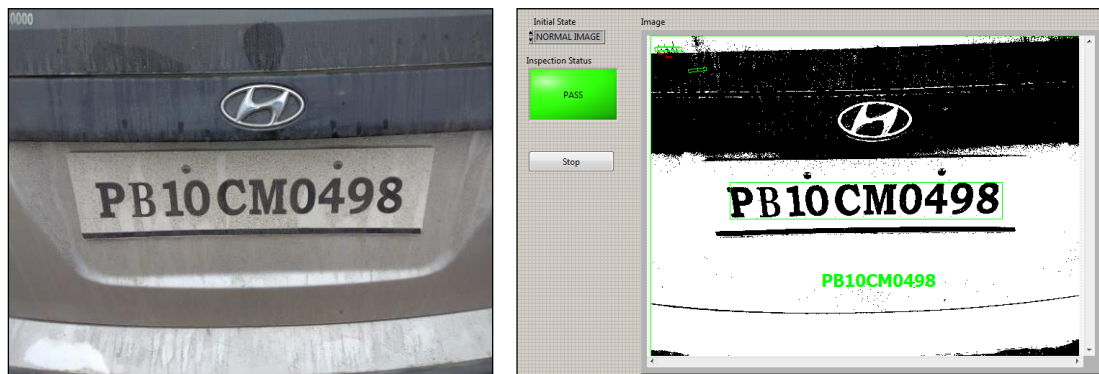 0000
PB10CM0498
Initial State
NORMAL IMAGE
Inspection Status
PASS
Stop
Image
PB10CM0498
PB10CM0498